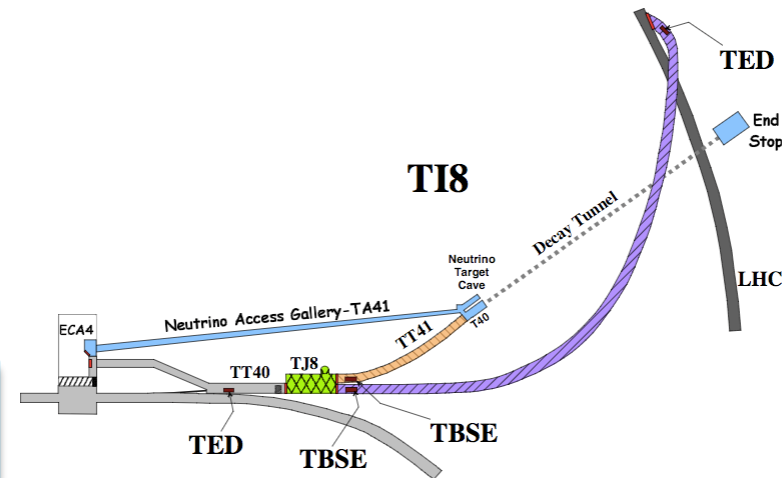 TED
End
Stop
TI8
Decay Tunnel
Neutrino
Target
Cave
LHC
Neutrino Access Gallery-TA41
T40
ECA4
TT41
TT40
TJ8
TBSE
TED
TBSE